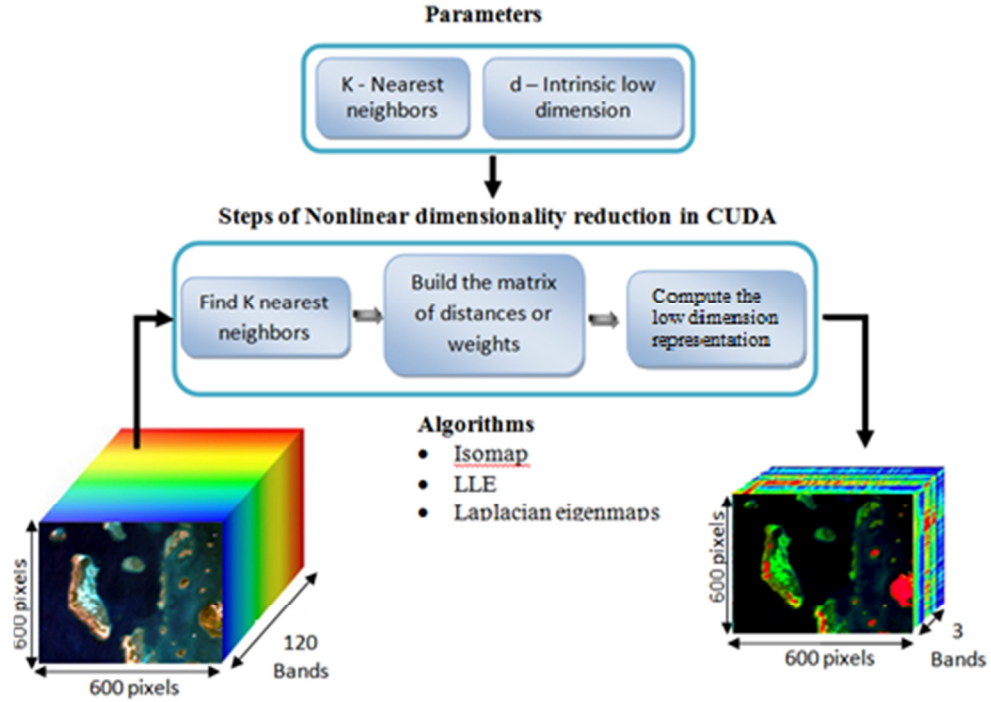 Parameters
K - Nearest
neighbors
d – Intrinsic low
dimension
Steps of Nonlinear dimensionality reduction in CUDA
Find K nearest
neighbors
Build the matrix
of distances or
weights
Compute the
low dimension
representation
Algorithms
• Isomap
• LLE
• Laplacian eigenmaps
600 pixels
600 pixels
120
Bands
600 pixels
600 pixels
3
Bands